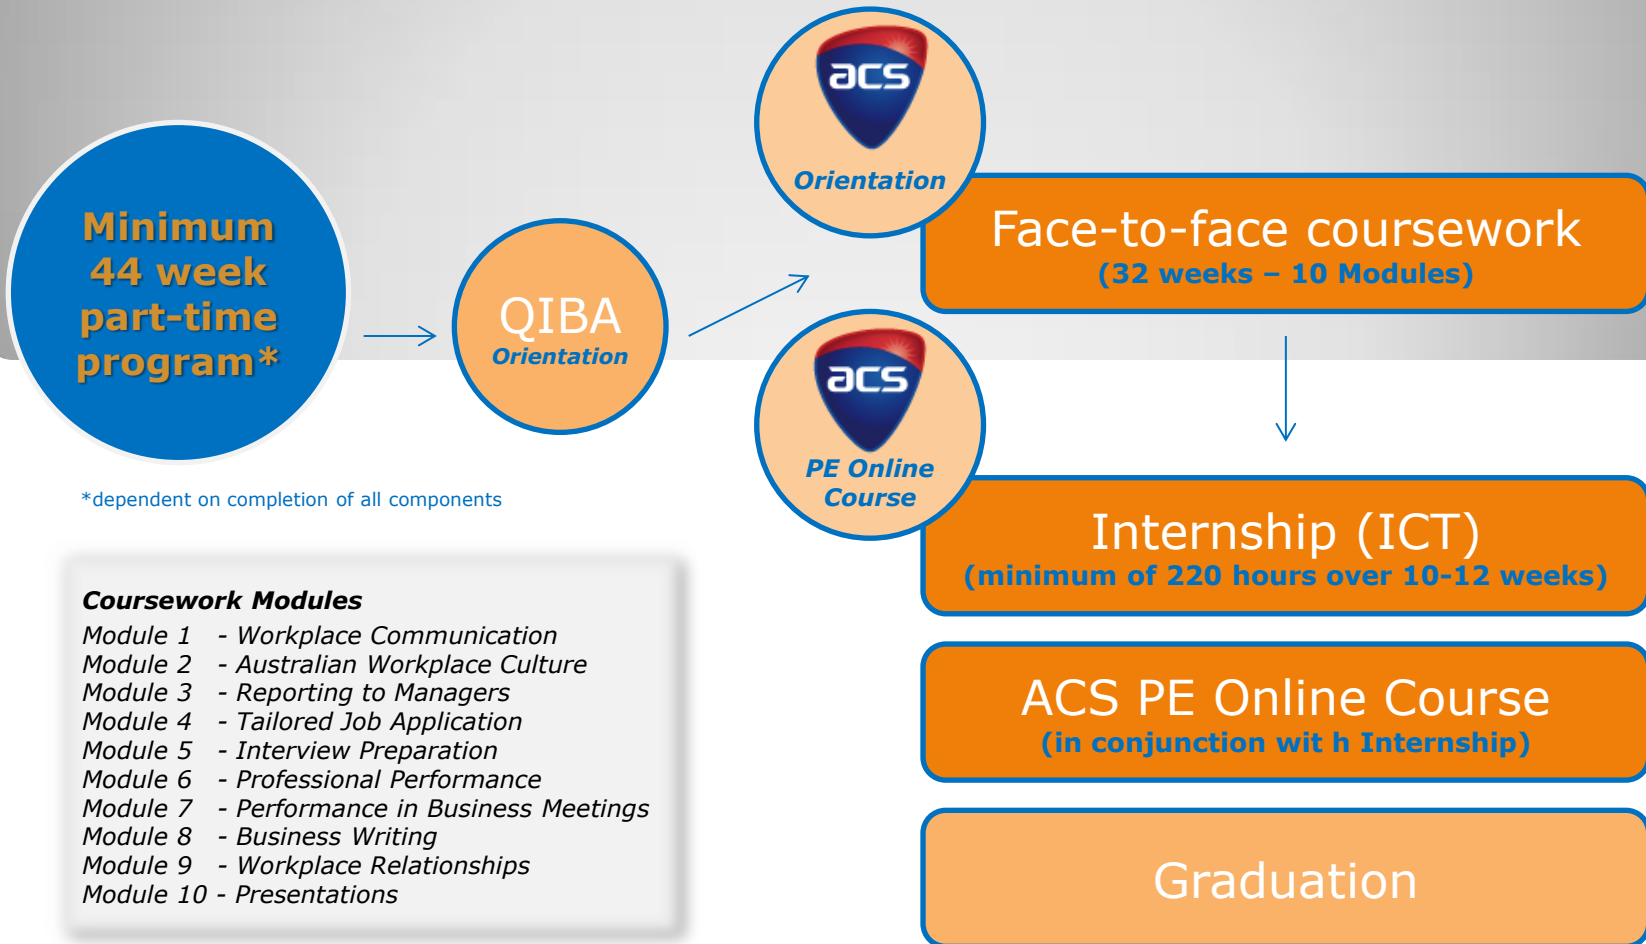 Minimum
44 week
part-time
program*
QIBA
Orientation
acs
Orientation
Face-to-face coursework
(32 weeks – 10 Modules)
acs
PE Online
Course
Internship (ICT)
(minimum of 220 hours over 10-12 weeks)
ACS PE Online Course
(in conjunction wit h Internship)
Graduation
*dependent on completion of all components
Coursework Modules
Module 1 - Workplace Communication
Module 2 - Australian Workplace Culture
Module 3 - Reporting to Managers
Module 4 - Tailored Job Application
Module 5 - Interview Preparation
Module 6 - Professional Performance
Module 7 - Performance in Business Meetings
Module 8 - Business Writing
Module 9 - Workplace Relationships
Module 10 - Presentations